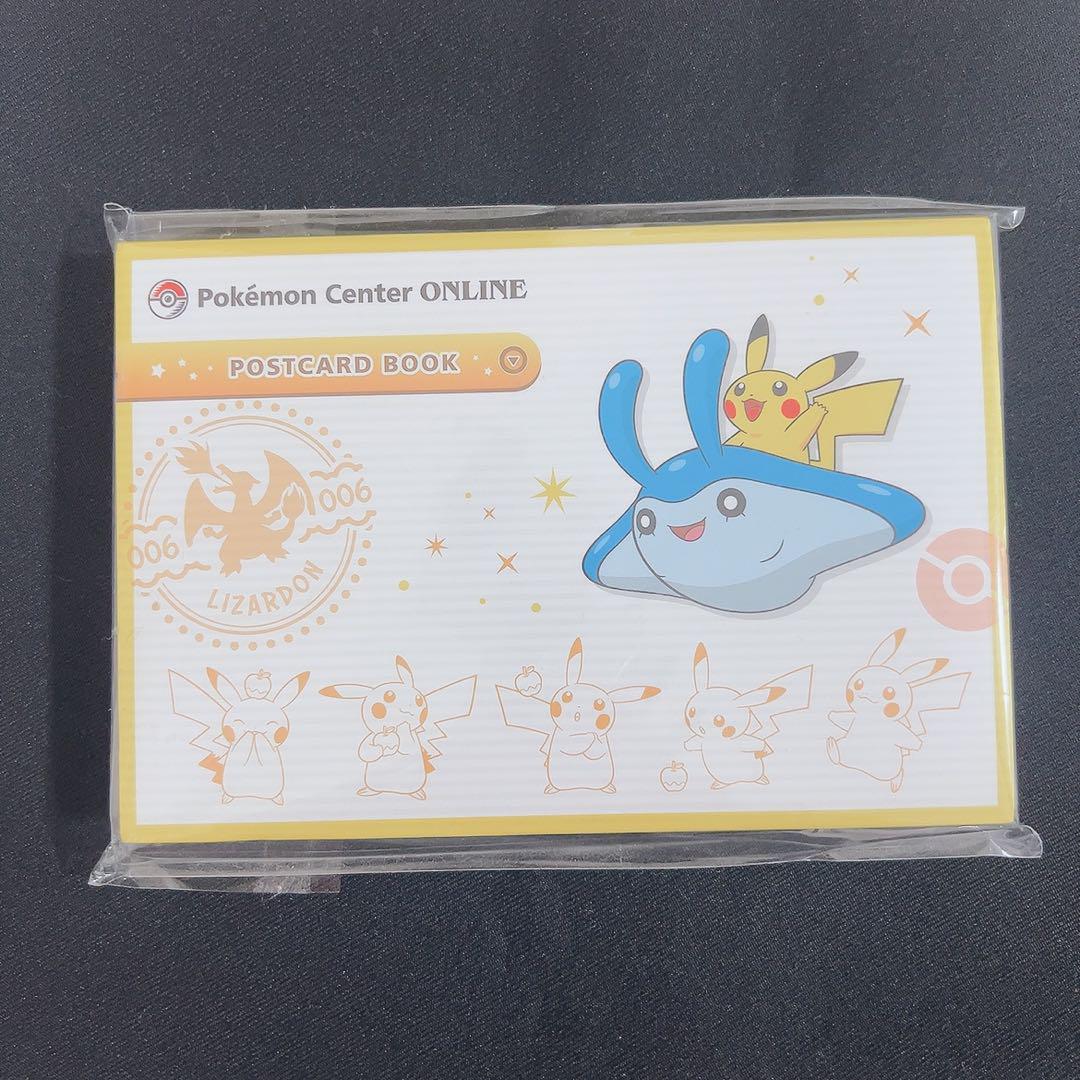 Pokémon Center ONLINE
POSTCARD BOOK
006
006
LIZARDON